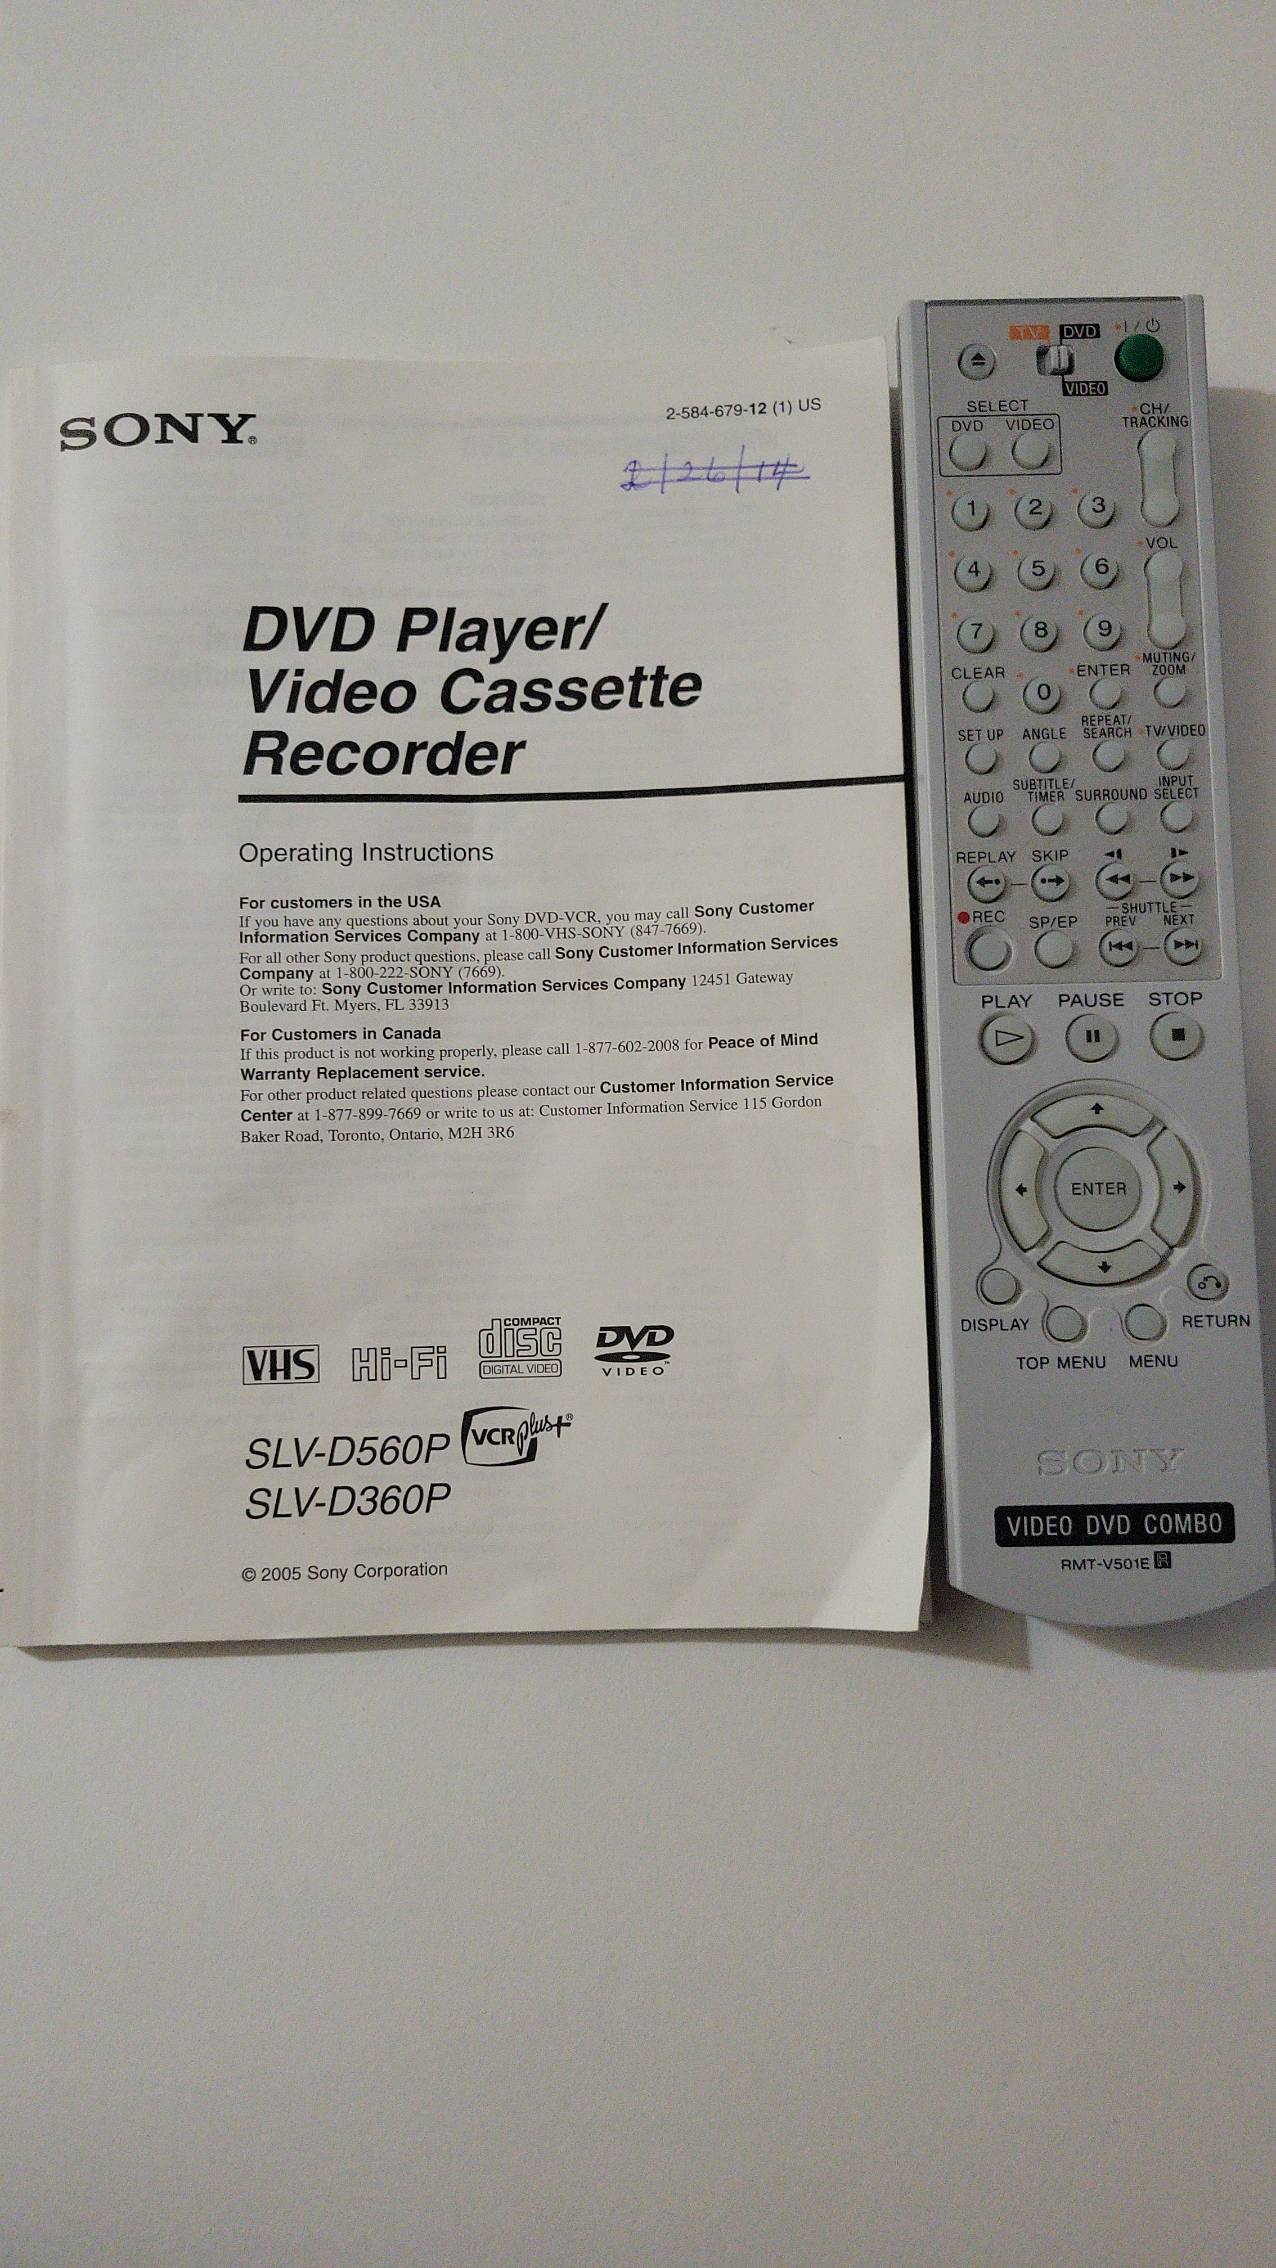 SONY®
2-584-679-12 (1) US
2/26/14
DVD Player/
Video Cassette
Recorder
Operating Instructions
For customers in the USA
If you have any questions about your Sony DVD-VCR, you may call Sony Customer
Information Services Company at 1-800-VHS-SONY (847-7669).
For all other Sony product questions, please call Sony Customer Information Services
Company at 1-800-222-SONY (7669).
Or write to: Sony Customer Information Services Company 12451 Gateway
Boulevard Ft. Myers, FL 33913
For Customers in Canada
If this product is not working properly, please call 1-877-602-2008 for Peace of Mind
Warranty Replacement service.
For other product related questions please contact our Customer Information Service
Center at 1-877-899-7669 or write to us at: Customer Information Service 115 Gordon
Baker Road, Toronto, Ontario, M2H 3R6
VHS Hi-Fi COMPACT disc DIGITAL VIDEO DVD VIDEO™
SLV-D560P VCR Plus+®
SLV-D360P
© 2005 Sony Corporation
TV DVD I/⏻
VIDEO
SELECT CH/
DVD VIDEO TRACKING
1 2 3
VOL
4 5 6
7 8 9
MUTING/
CLEAR ENTER ZOOM
0
REPEAT/
SET UP ANGLE SEARCH TV/VIDEO
SUBTITLE/ INPUT
AUDIO TIMER SURROUND SELECT
REPLAY SKIP
SHUTTLE
REC SP/EP PREV NEXT
PLAY PAUSE STOP
ENTER
DISPLAY RETURN
TOP MENU MENU
SONY
VIDEO DVD COMBO
RMT-V501E R